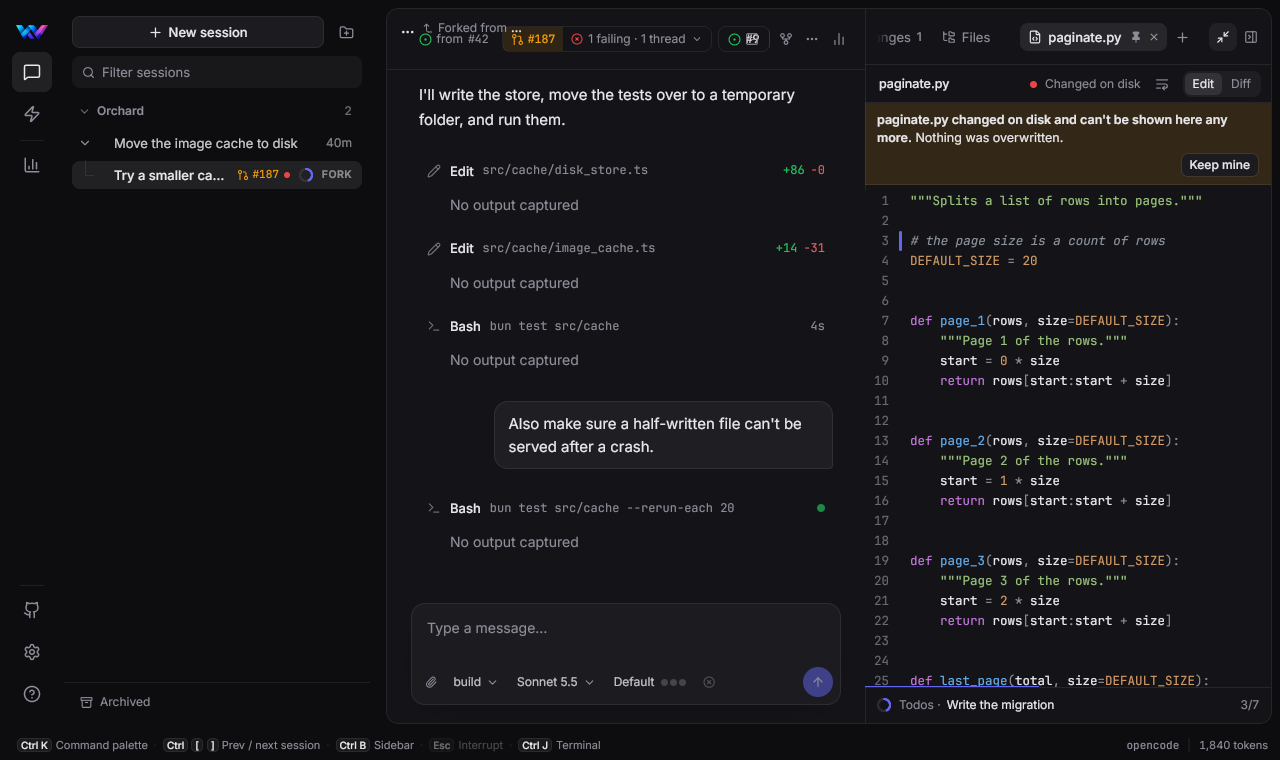 New session
Filter sessions
Orchard 2
Move the image cache to disk 40m
Try a smaller ca... #187 FORK
Archived
Forked from ...
from #42
#187
1 failing · 1 thread
I'll write the store, move the tests over to a temporary
folder, and run them.
Edit src/cache/disk_store.ts +86 -0
No output captured
Edit src/cache/image_cache.ts +14 -31
No output captured
Bash bun test src/cache 4s
No output captured
Also make sure a half-written file can't be
served after a crash.
Bash bun test src/cache --rerun-each 20
No output captured
Type a message...
build Sonnet 5.5 Default
nges 1 Files paginate.py
paginate.py Changed on disk Edit Diff
paginate.py changed on disk and can't be shown here any
more. Nothing was overwritten.
Keep mine
1 """Splits a list of rows into pages."""
2
3 # the page size is a count of rows
4 DEFAULT_SIZE = 20
5
6
7 def page_1(rows, size=DEFAULT_SIZE):
8 """Page 1 of the rows."""
9 start = 0 * size
10 return rows[start:start + size]
11
12
13 def page_2(rows, size=DEFAULT_SIZE):
14 """Page 2 of the rows."""
15 start = 1 * size
16 return rows[start:start + size]
17
18
19 def page_3(rows, size=DEFAULT_SIZE):
20 """Page 3 of the rows."""
21 start = 2 * size
22 return rows[start:start + size]
23
24
25 def last_page(total, size=DEFAULT_SIZE):
Todos · Write the migration 3/7
Ctrl K Command palette · Ctrl [ ] Prev / next session · Ctrl B Sidebar · Esc Interrupt · Ctrl J Terminal
opencode 1,840 tokens